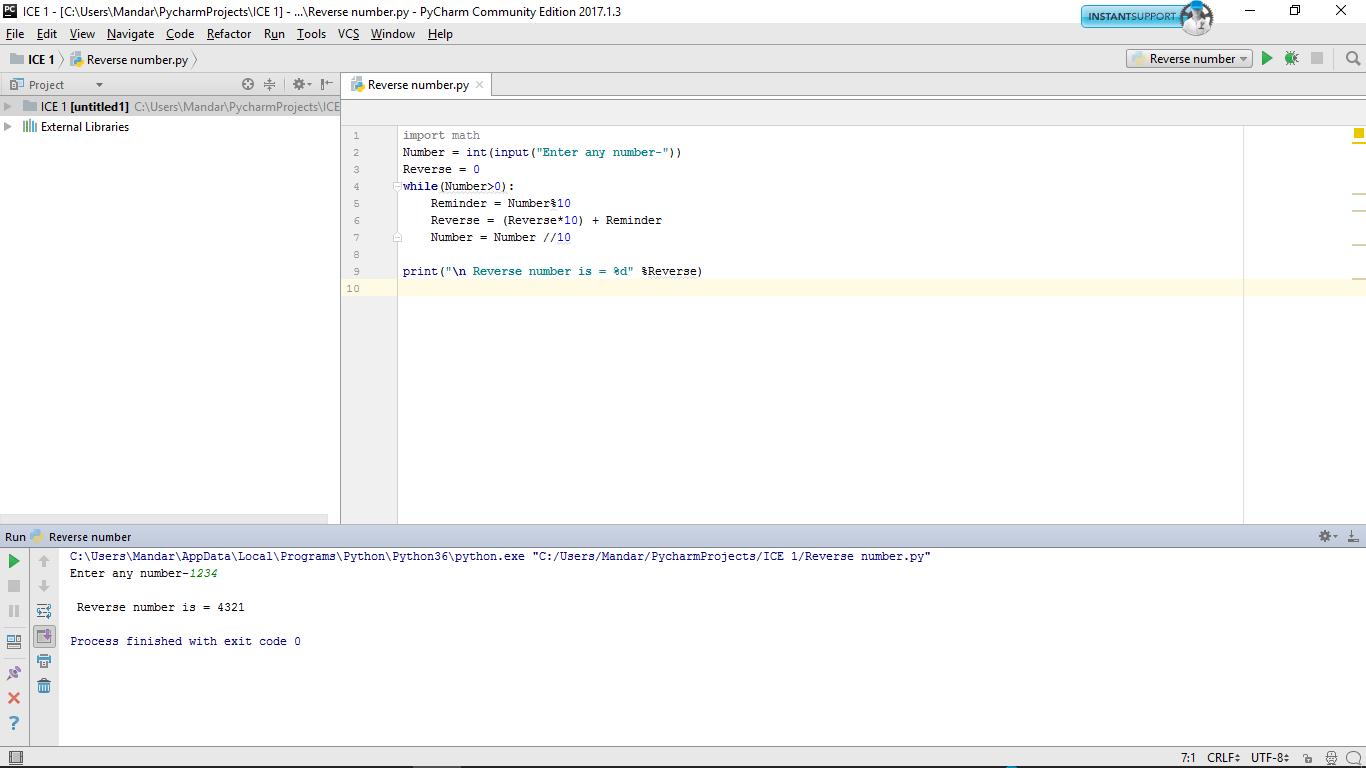 PC ICE 1 - [C:\Users\Mandar\PycharmProjects\ICE 1] - ...\Reverse number.py - PyCharm Community Edition 2017.1.3
INSTANTSUPPORT
File Edit View Navigate Code Refactor Run Tools VCS Window Help
ICE 1 Reverse number.py
Reverse number
Project
Reverse number.py
ICE 1 [untitled1] C:\Users\Mandar\PycharmProjects\ICE
External Libraries
1 import math
2 Number = int(input("Enter any number-"))
3 Reverse = 0
4 while(Number>0):
5 Reminder = Number%10
6 Reverse = (Reverse*10) + Reminder
7 Number = Number //10
8
9 print("\n Reverse number is = %d" %Reverse)
10
Run Reverse number
C:\Users\Mandar\AppData\Local\Programs\Python\Python36\python.exe "C:/Users/Mandar/PycharmProjects/ICE 1/Reverse number.py"
Enter any number-1234
Reverse number is = 4321
Process finished with exit code 0
?
7:1 CRLF UTF-8